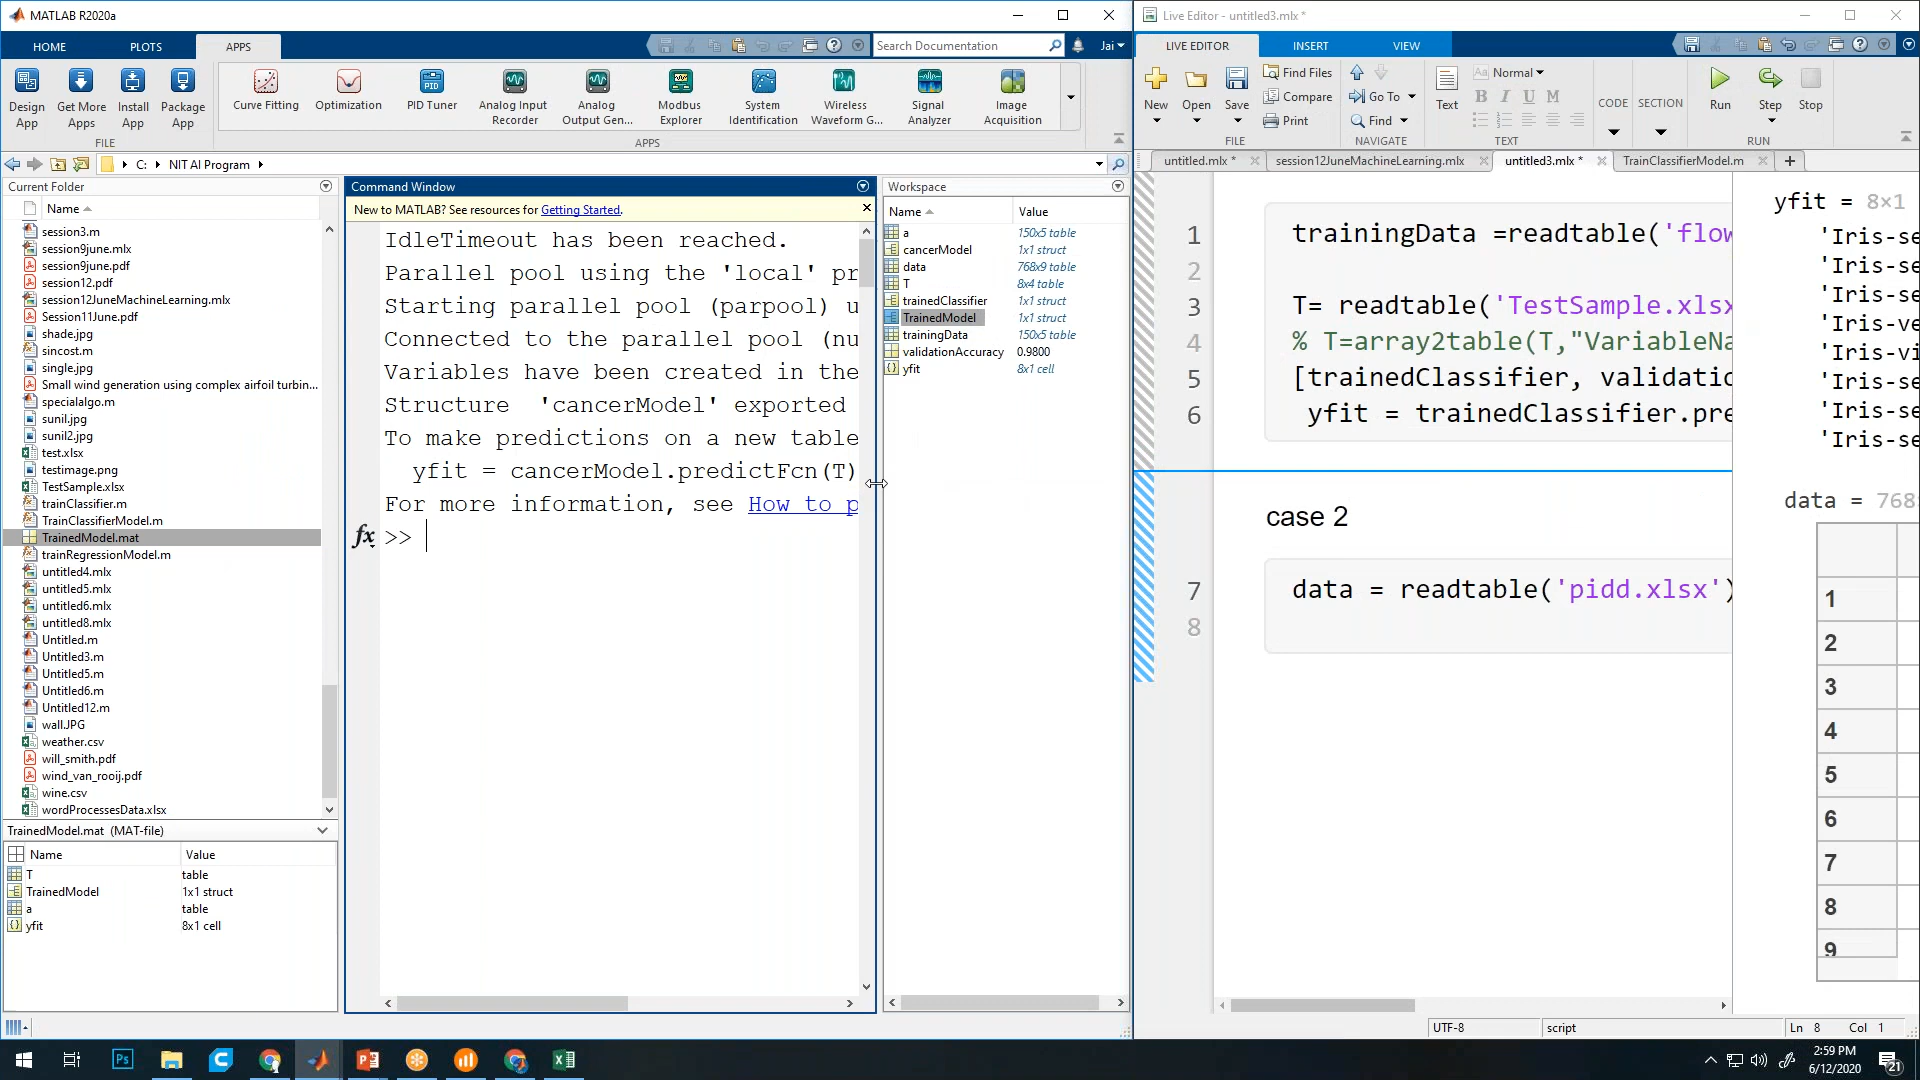 MATLAB R2020a
HOME
PLOTS
APPS
Search Documentation
Jai
Design App
Get More Apps
Install App
Package App
Curve Fitting
Optimization
PID Tuner
Analog Input Recorder
Analog Output Gen...
Modbus Explorer
System Identification
Wireless Waveform G...
Signal Analyzer
Image Acquisition
FILE
APPS
C:
NIT AI Program
Current Folder
Name
session3.m
session9june.mlx
session9june.pdf
session12.pdf
session12JuneMachineLearning.mlx
Session11June.pdf
shade.jpg
sincost.m
single.jpg
Small wind generation using complex airfoil turbin...
specialalgo.m
sunil.jpg
sunil2.jpg
test.xlsx
testimage.png
TestSample.xlsx
trainClassifier.m
TrainClassifierModel.m
TrainedModel.mat
trainRegressionModel.m
untitled4.mlx
untitled5.mlx
untitled6.mlx
untitled8.mlx
Untitled.m
Untitled3.m
Untitled5.m
Untitled6.m
Untitled12.m
wall.JPG
weather.csv
will_smith.pdf
wind_van_rooij.pdf
wine.csv
wordProcessesData.xlsx
TrainedModel.mat (MAT-file)
Name Value
T table
TrainedModel 1x1 struct
a table
yfit 8x1 cell
Command Window
New to MATLAB? See resources for Getting Started.
IdleTimeout has been reached.
Parallel pool using the 'local' pr
Starting parallel pool (parpool) u
Connected to the parallel pool (nu
Variables have been created in the
Structure 'cancerModel' exported
To make predictions on a new table
yfit = cancerModel.predictFcn(T)
For more information, see How to p
fx >>
Workspace
Name Value
a 150x5 table
cancerModel 1x1 struct
data 768x9 table
T 8x4 table
trainedClassifier 1x1 struct
TrainedModel 1x1 struct
trainingData 150x5 table
validationAccuracy 0.9800
yfit 8x1 cell
Live Editor - untitled3.mlx *
LIVE EDITOR
INSERT
VIEW
New
Open
Save
Find Files
Compare
Print
Go To
Find
Text
Aa Normal
B I U M
CODE
SECTION
Run
Step
Stop
FILE
NAVIGATE
TEXT
RUN
untitled.mlx *
session12JuneMachineLearning.mlx
untitled3.mlx *
TrainClassifierModel.m
1 trainingData =readtable('flow
2
3 T= readtable('TestSample.xlsx
4 % T=array2table(T,"VariableNa
5 [trainedClassifier, validatio
6 yfit = trainedClassifier.pre
case 2
7 data = readtable('pidd.xlsx')
8
yfit = 8×1
'Iris-se
'Iris-se
'Iris-se
'Iris-ve
'Iris-vi
'Iris-se
'Iris-se
'Iris-se
data = 768
1
2
3
4
5
6
7
8
9
UTF-8
script
Ln 8 Col 1
Ps
2:59 PM
6/12/2020
21